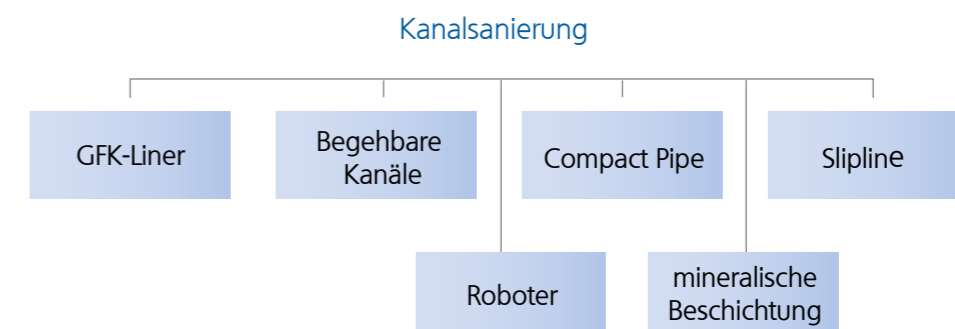 Kanalsanierung
GFK-Liner
Begehbare
Kanäle
Compact Pipe
Slipline
Roboter
mineralische
Beschichtung